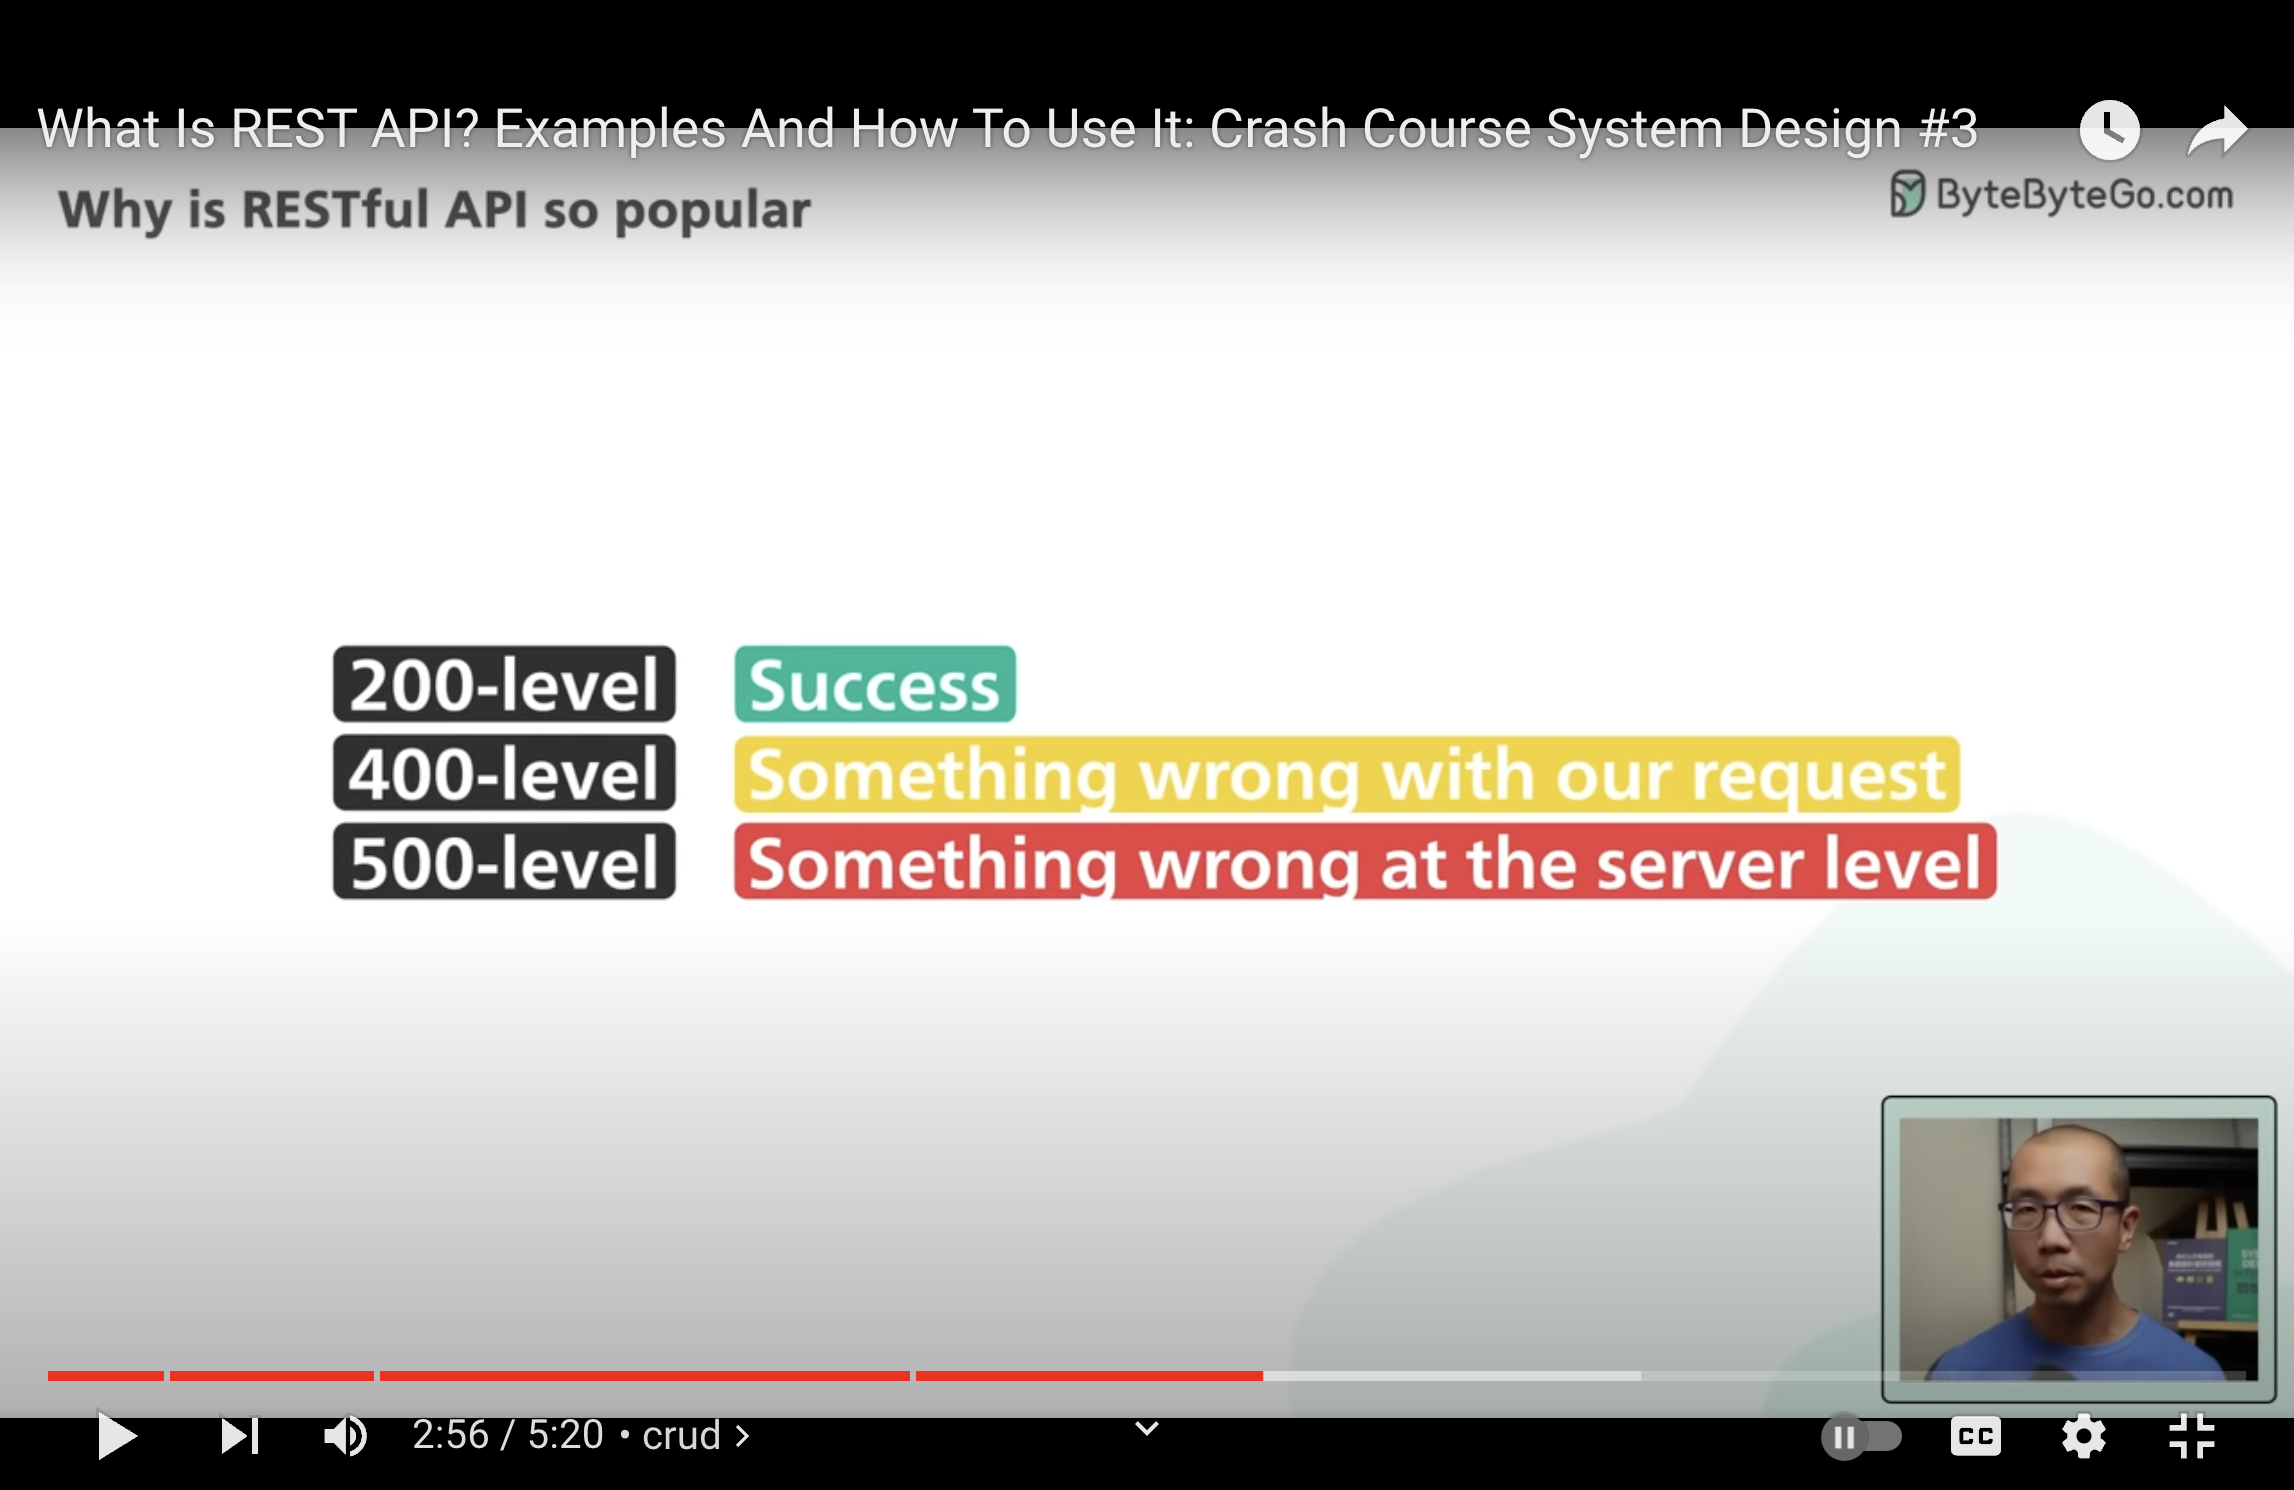 What Is REST API? Examples And How To Use It: Crash Course System Design #3
Why is RESTful API so popular
ByteByteGo.com
200-level Success
400-level Something wrong with our request
500-level Something wrong at the server level
2:56 / 5:20 • crud >
CC